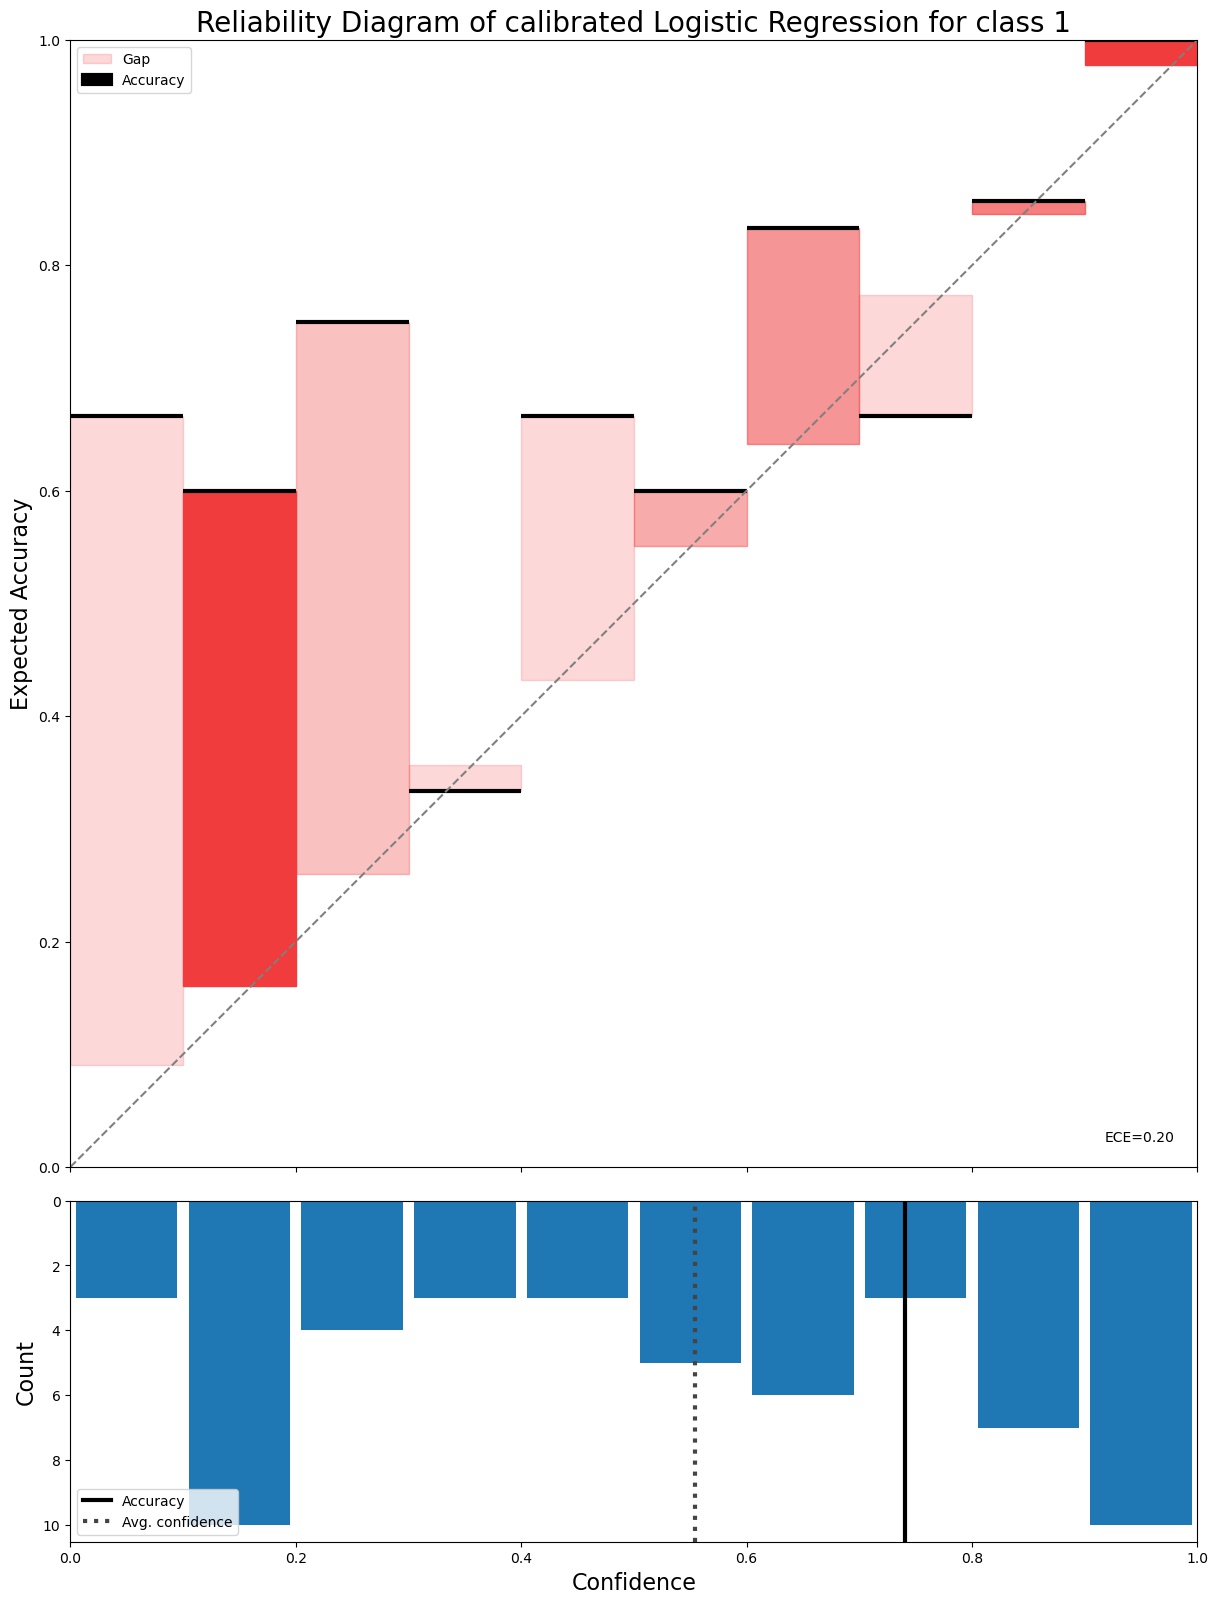 Reliability Diagram of calibrated Logistic Regression for class 1
1.0
Gap
Accuracy
0.8
0.6
Expected Accuracy
0.4
0.2
ECE=0.20
0.0
0
2
4
Count
6
8
10
Accuracy
Avg. confidence
0.0 0.2 0.4 0.6 0.8 1.0
Confidence